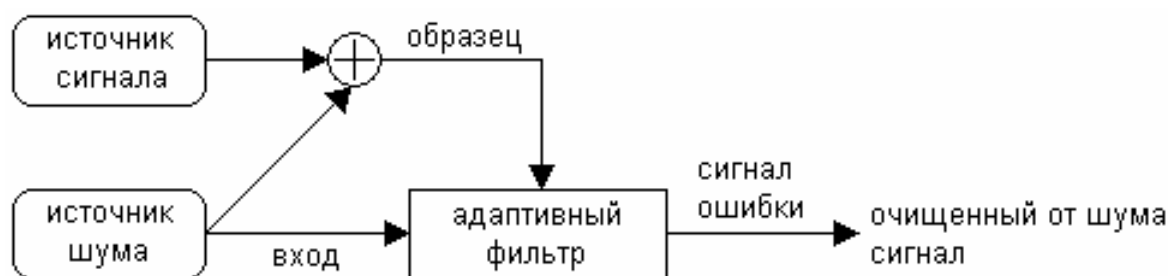 источник
сигнала
образец
источник
шума
вход
адаптивный
фильтр
сигнал
ошибки
очищенный от шума
сигнал